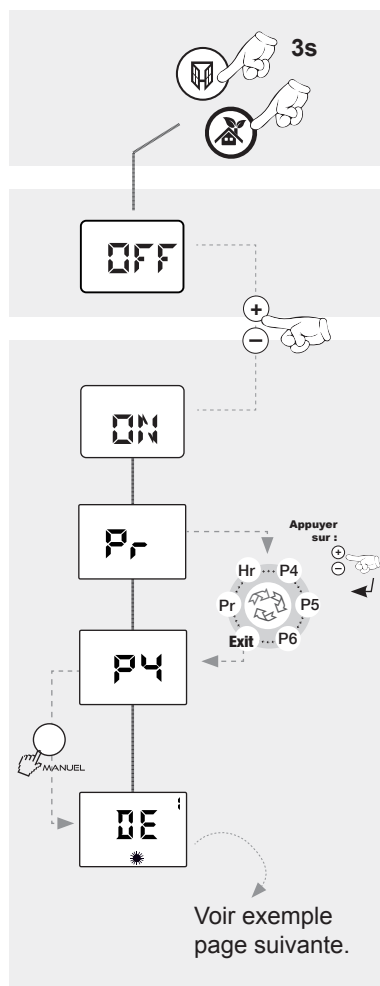 3s
OFF
+
−
ON
Pr
Appuyer
sur :
+
−
Hr ... P4
Pr P5
Exit ... P6
P4
MANUEL
1
DE
Voir exemple
page suivante.